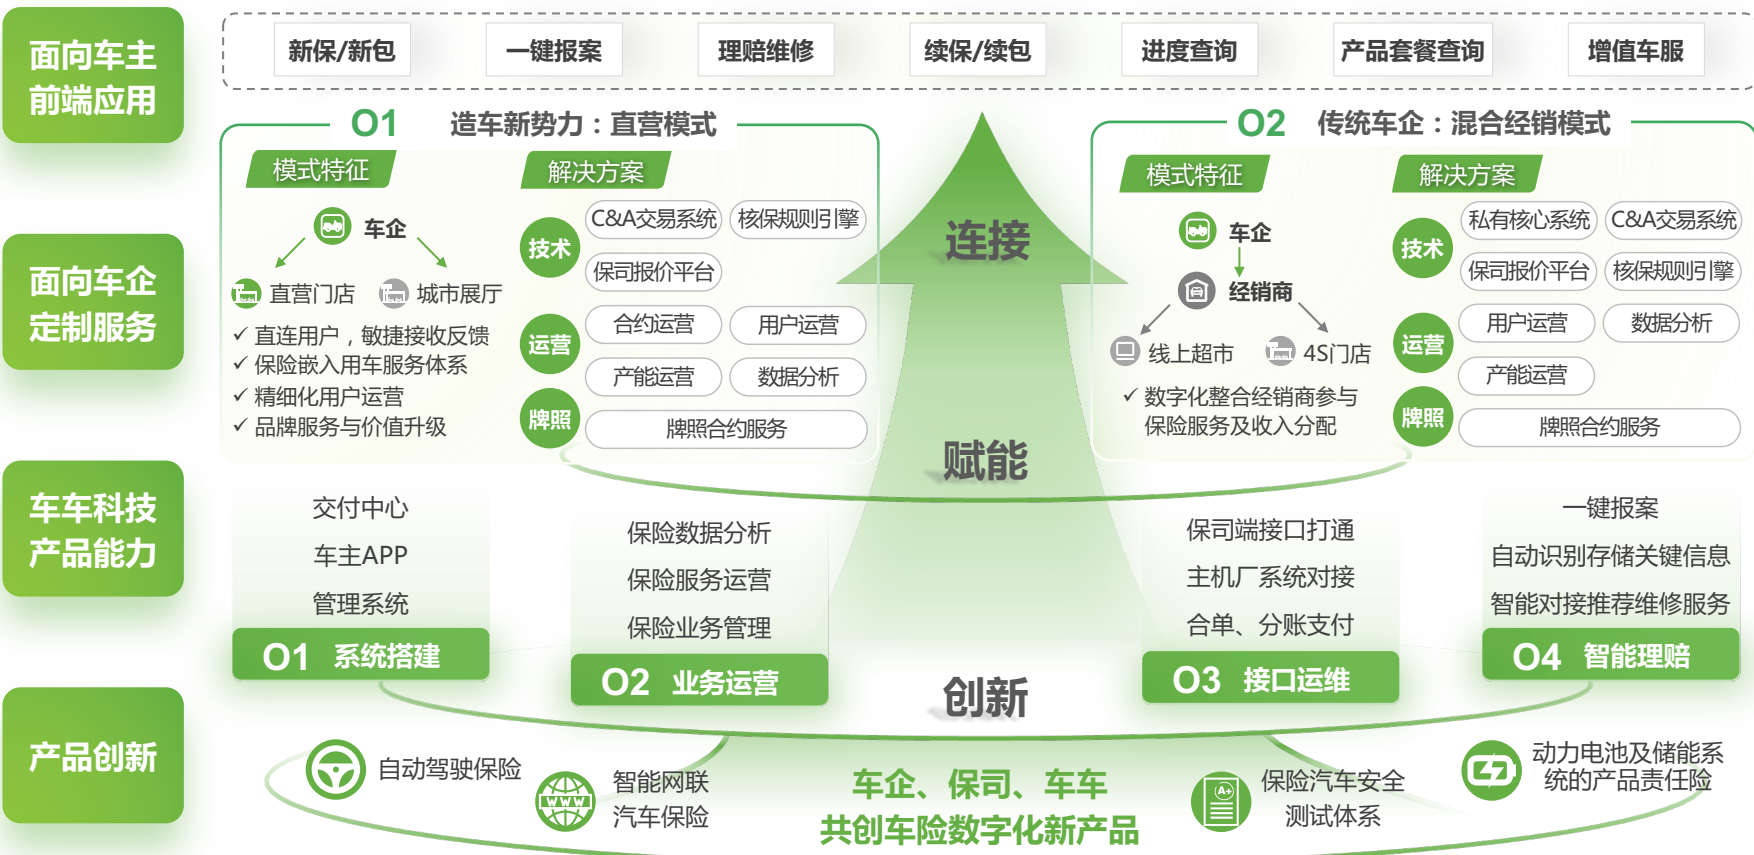 面向车主
前端应用
新保/新包
一键报案
理赔维修
续保/续包
进度查询
产品套餐查询
增值车服
面向车企
定制服务
01 造车新势力：直营模式
模式特征
车企
直营门店
城市展厅
✓ 直连用户，敏捷接收反馈
✓ 保险嵌入用车服务体系
✓ 精细化用户运营
✓ 品牌服务与价值升级
解决方案
技术
C&A交易系统
核保规则引擎
保司报价平台
运营
合约运营
用户运营
产能运营
数据分析
牌照
牌照合约服务
连接
赋能
创新
02 传统车企：混合经销模式
模式特征
车企
经销商
线上超市
4S门店
✓ 数字化整合经销商参与
保险服务及收入分配
解决方案
技术
私有核心系统
C&A交易系统
保司报价平台
核保规则引擎
运营
用户运营
数据分析
产能运营
牌照
牌照合约服务
车车科技
产品能力
交付中心
车主APP
管理系统
01 系统搭建
保险数据分析
保险服务运营
保险业务管理
02 业务运营
保司端接口打通
主机厂系统对接
合单、分账支付
03 接口运维
一键报案
自动识别存储关键信息
智能对接推荐维修服务
04 智能理赔
产品创新
自动驾驶保险
WWW
智能网联
汽车保险
车企、保司、车车
共创车险数字化新产品
A+
保险汽车安全
测试体系
动力电池及储能系
统的产品责任险